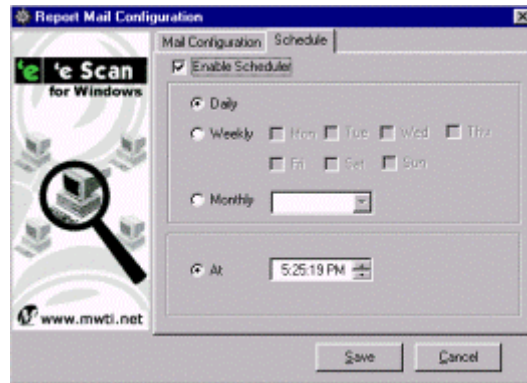 Report Mail Configuration
Mail Configuration Schedule
'e 'e Scan
for Windows
Enable Scheduler
Daily
Weekly Mon Tue Wed Thu
Fri Sat Sun
Monthly
At 5:25:19 PM
www.mwti.net
Save Cancel